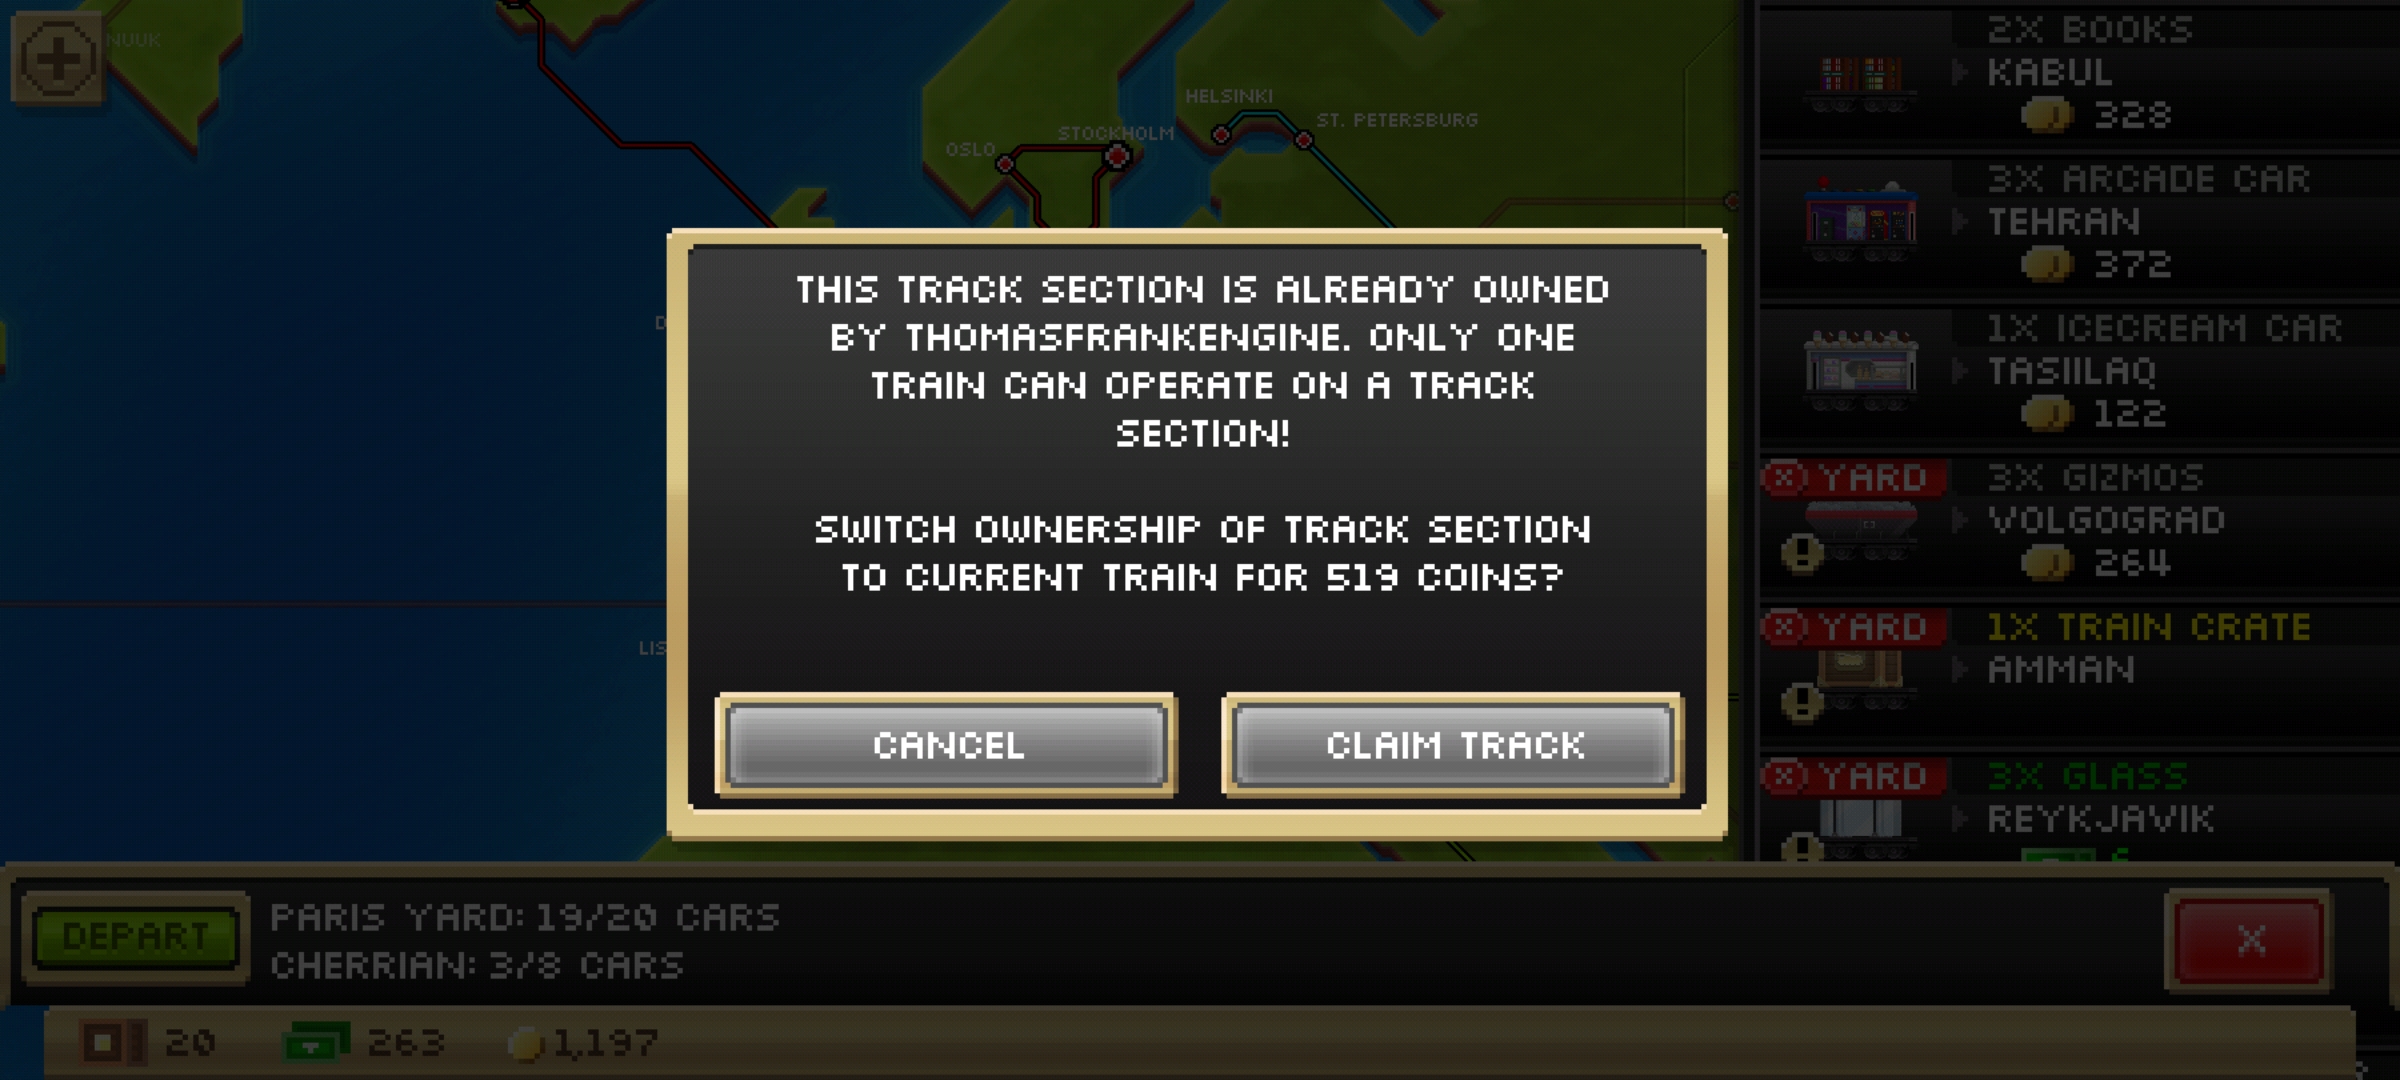 NUUK
OSLO
STOCKHOLM
HELSINKI
ST. PETERSBURG
LIS
THIS TRACK SECTION IS ALREADY OWNED
BY THOMASFRANKENGINE. ONLY ONE
TRAIN CAN OPERATE ON A TRACK
SECTION!
SWITCH OWNERSHIP OF TRACK SECTION
TO CURRENT TRAIN FOR 519 COINS?
CANCEL
CLAIM TRACK
2X BOOKS
KABUL
328
3X ARCADE CAR
TEHRAN
372
1X ICECREAM CAR
TASIILAQ
122
YARD
3X GIZMOS
VOLGOGRAD
264
YARD
1X TRAIN CRATE
AMMAN
YARD
3X GLASS
REYKJAVIK
DEPART
PARIS YARD: 19/20 CARS
CHERRIAN: 3/8 CARS
X
20
263
1,197